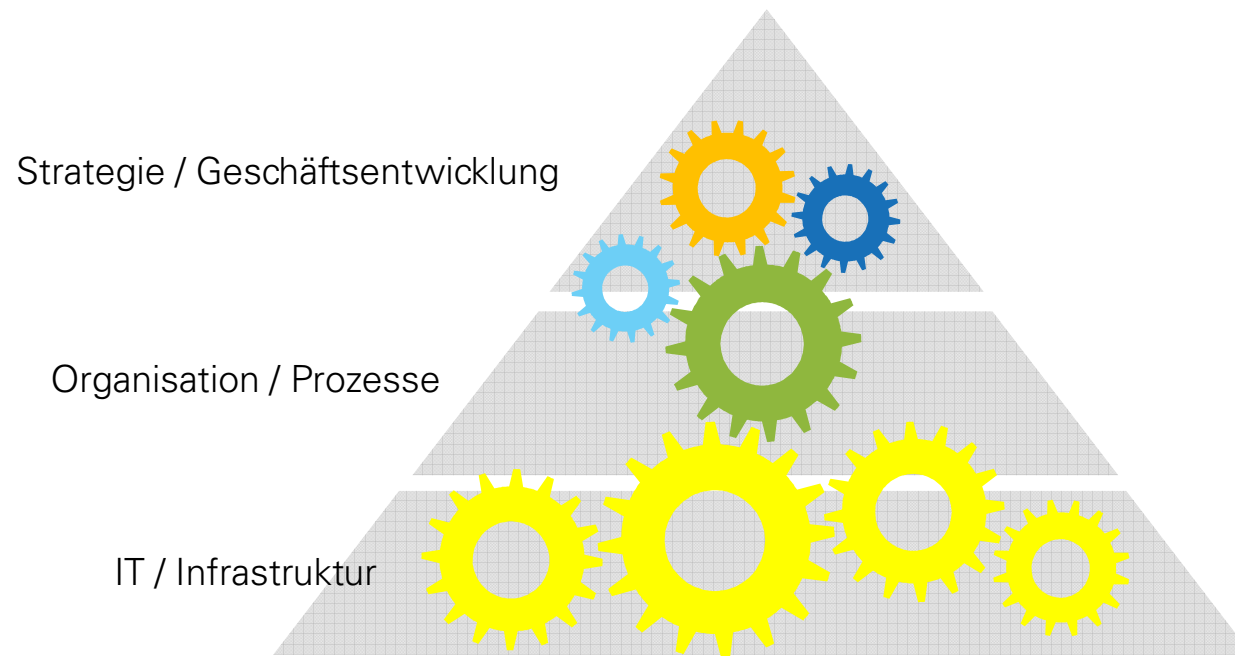 Strategie / Geschäftsentwicklung
Organisation / Prozesse
IT / Infrastruktur